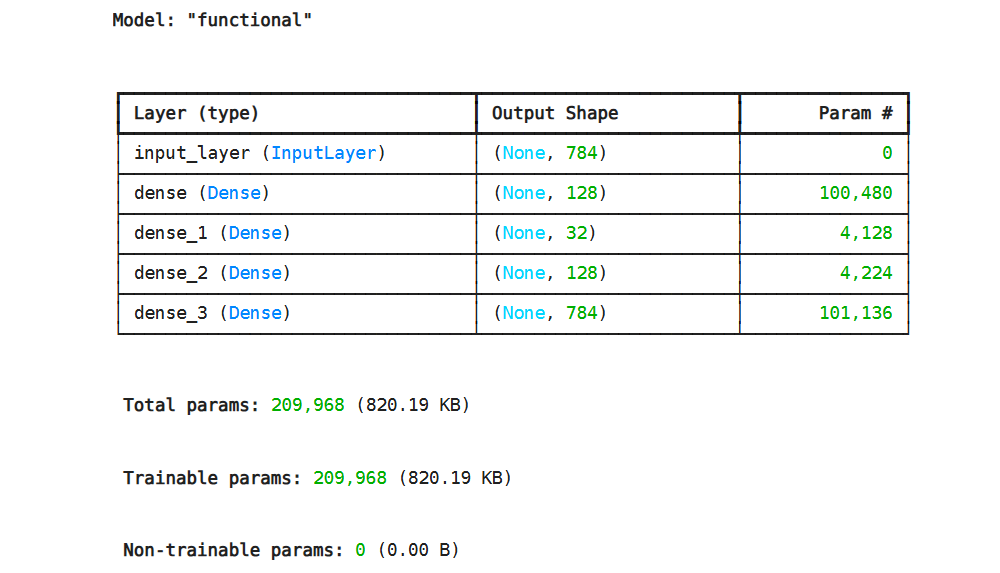 Model: "functional"
Layer (type) Output Shape Param #
input_layer (InputLayer) (None, 784) 0
dense (Dense) (None, 128) 100,480
dense_1 (Dense) (None, 32) 4,128
dense_2 (Dense) (None, 128) 4,224
dense_3 (Dense) (None, 784) 101,136
Total params: 209,968 (820.19 KB)
Trainable params: 209,968 (820.19 KB)
Non-trainable params: 0 (0.00 B)